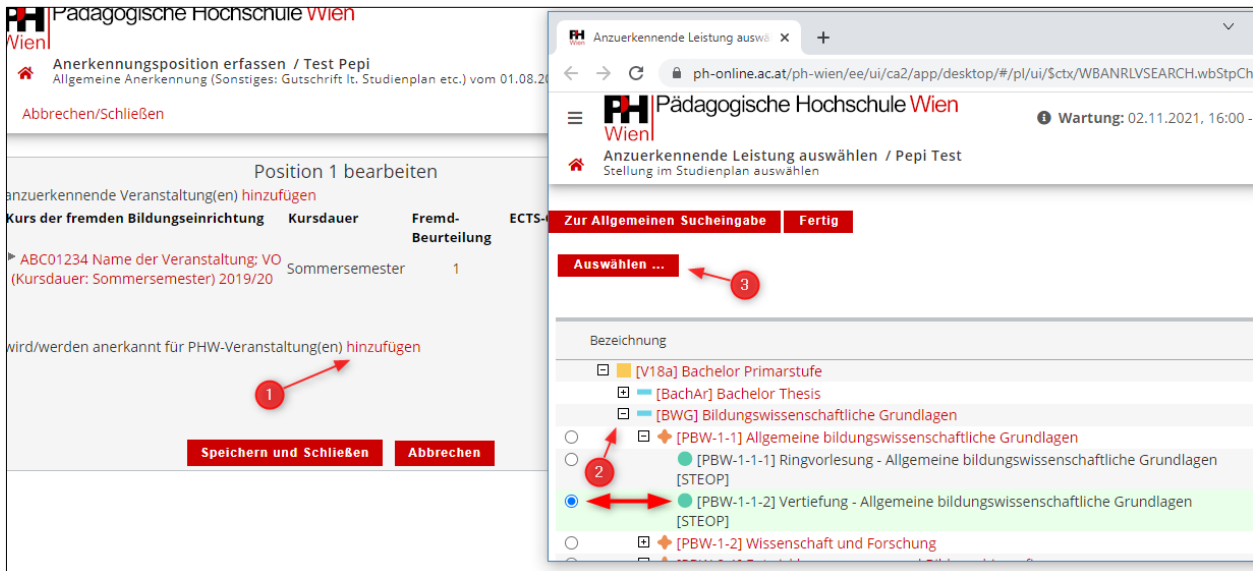 PH Pädagogische Hochschule Wien
Wien
Anerkennungsposition erfassen / Test Pepi
Allgemeine Anerkennung (Sonstiges: Gutschrift lt. Studienplan etc.) vom 01.08.20
Abbrechen/Schließen
Position 1 bearbeiten
anzuerkennende Veranstaltung(en) hinzufügen
Kurs der fremden Bildungseinrichtung Kursdauer Fremd- ECTS-
Beurteilung
ABC01234 Name der Veranstaltung; VO Sommersemester 1
(Kursdauer: Sommersemester) 2019/20
wird/werden anerkannt für PHW-Veranstaltung(en) hinzufügen
1
Speichern und Schließen Abbrechen
PH Wien Anzuerkennende Leistung auswä
ph-online.ac.at/ph-wien/ee/ui/ca2/app/desktop/#/pl/ui/$ctx/WBANRLVSEARCH.wbStpCh
PH Pädagogische Hochschule Wien
Wien
Wartung: 02.11.2021, 16:00 -
Anzuerkennende Leistung auswählen / Pepi Test
Stellung im Studienplan auswählen
Zur Allgemeinen Sucheingabe Fertig
Auswählen ...
3
Bezeichnung
[V18a] Bachelor Primarstufe
[BachAr] Bachelor Thesis
[BWG] Bildungswissenschaftliche Grundlagen
2
[PBW-1-1] Allgemeine bildungswissenschaftliche Grundlagen
[PBW-1-1-1] Ringvorlesung - Allgemeine bildungswissenschaftliche Grundlagen
[STEOP]
[PBW-1-1-2] Vertiefung - Allgemeine bildungswissenschaftliche Grundlagen
[STEOP]
[PBW-1-2] Wissenschaft und Forschung